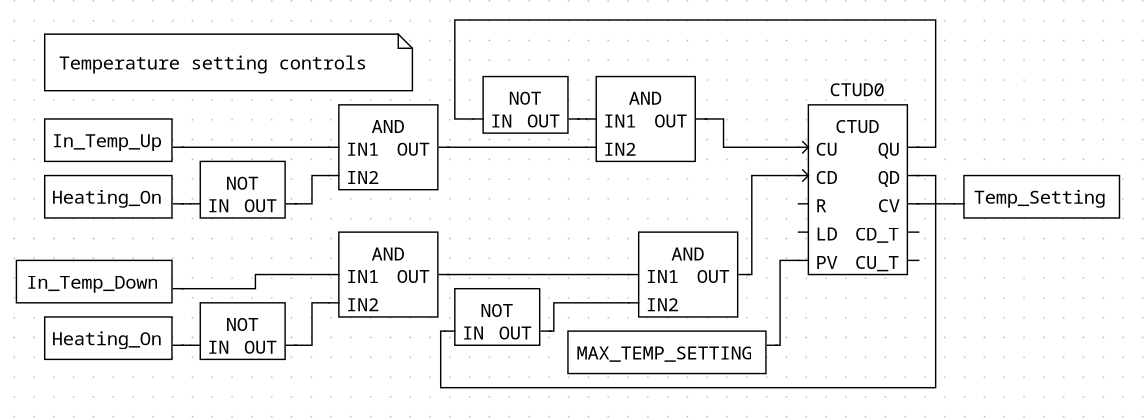 Temperature setting controls
CTUD0
NOT
IN OUT
AND
IN1 OUT
IN2
In_Temp_Up
AND
IN1 OUT
IN2
Heating_On
NOT
IN OUT
CTUD
CU QU
CD QD
R CV
LD CD_T
PV CU_T
Temp_Setting
In_Temp_Down
AND
IN1 OUT
IN2
AND
IN1 OUT
IN2
Heating_On
NOT
IN OUT
NOT
IN OUT
MAX_TEMP_SETTING